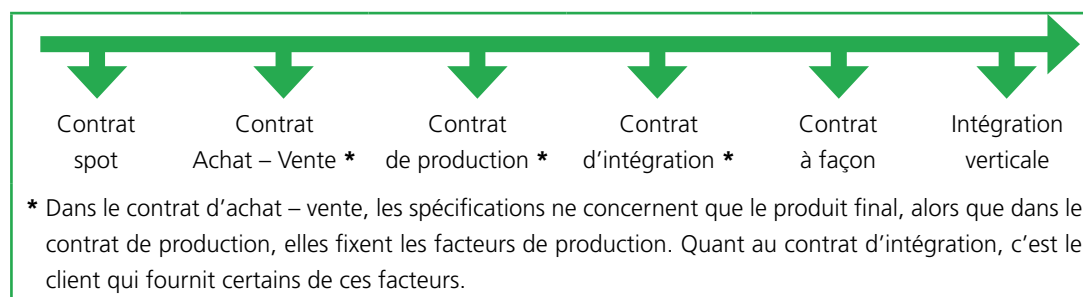 Contrat Contrat Contrat Contrat Contrat Intégration
spot Achat – Vente * de production * d’intégration * à façon verticale
* Dans le contrat d’achat – vente, les spécifications ne concernent que le produit final, alors que dans le
contrat de production, elles fixent les facteurs de production. Quant au contrat d’intégration, c’est le
client qui fournit certains de ces facteurs.